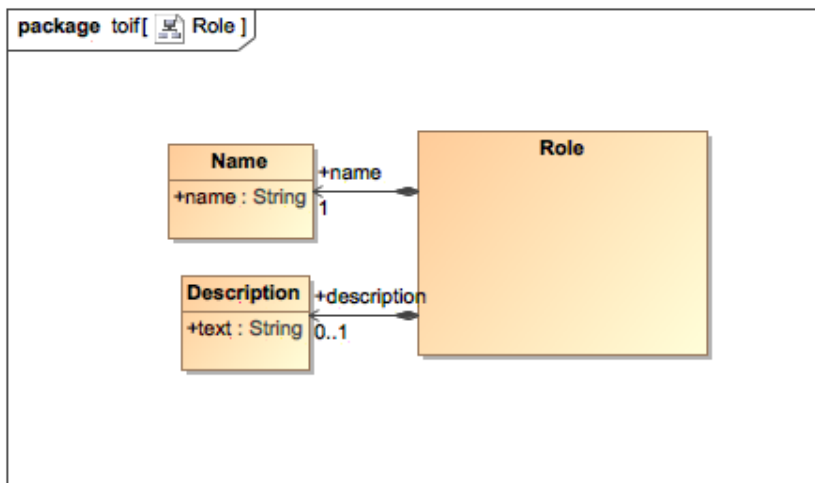 package toif[ Role ]
Role
Name
+name
+name : String
1
Description
+description
+text : String
0..1